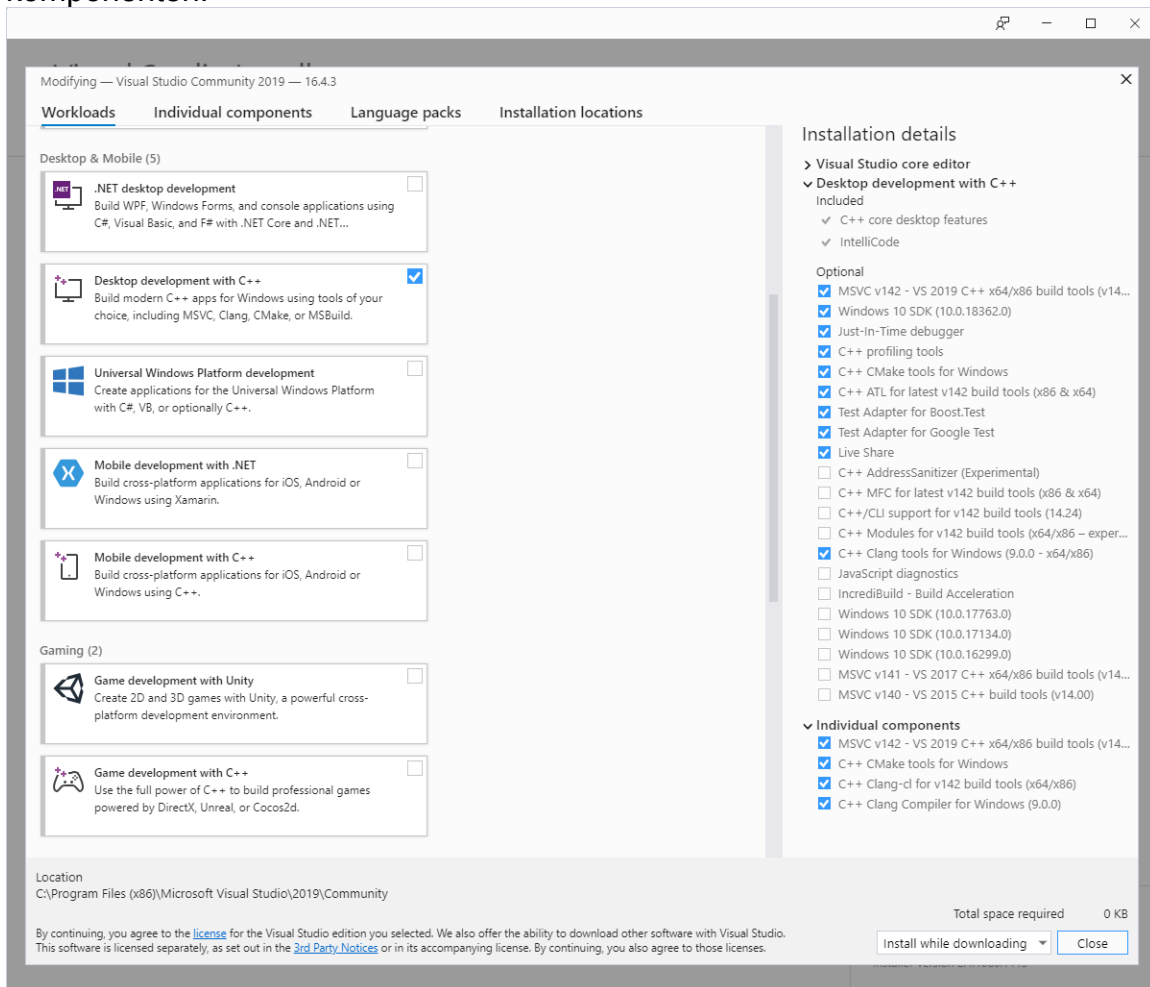 Modifying — Visual Studio Community 2019 — 16.4.3
Workloads
Individual components
Language packs
Installation locations
Desktop & Mobile (5)
.NET desktop development
Build WPF, Windows Forms, and console applications using
C#, Visual Basic, and F# with .NET Core and .NET...
Desktop development with C++
Build modern C++ apps for Windows using tools of your
choice, including MSVC, Clang, CMake, or MSBuild.
Universal Windows Platform development
Create applications for the Universal Windows Platform
with C#, VB, or optionally C++.
Mobile development with .NET
Build cross-platform applications for iOS, Android or
Windows using Xamarin.
Mobile development with C++
Build cross-platform applications for iOS, Android or
Windows using C++.
Gaming (2)
Game development with Unity
Create 2D and 3D games with Unity, a powerful cross-
platform development environment.
Game development with C++
Use the full power of C++ to build professional games
powered by DirectX, Unreal, or Cocos2d.
Installation details
Visual Studio core editor
Desktop development with C++
Included
C++ core desktop features
IntelliCode
Optional
MSVC v142 - VS 2019 C++ x64/x86 build tools (v14...
Windows 10 SDK (10.0.18362.0)
Just-In-Time debugger
C++ profiling tools
C++ CMake tools for Windows
C++ ATL for latest v142 build tools (x86 & x64)
Test Adapter for Boost.Test
Test Adapter for Google Test
Live Share
C++ AddressSanitizer (Experimental)
C++ MFC for latest v142 build tools (x86 & x64)
C++/CLI support for v142 build tools (14.24)
C++ Modules for v142 build tools (x64/x86 – exper...
C++ Clang tools for Windows (9.0.0 - x64/x86)
JavaScript diagnostics
IncrediBuild - Build Acceleration
Windows 10 SDK (10.0.17763.0)
Windows 10 SDK (10.0.17134.0)
Windows 10 SDK (10.0.16299.0)
MSVC v141 - VS 2017 C++ x64/x86 build tools (v14...
MSVC v140 - VS 2015 C++ build tools (v14.00)
Individual components
MSVC v142 - VS 2019 C++ x64/x86 build tools (v14...
C++ CMake tools for Windows
C++ Clang-cl for v142 build tools (x64/x86)
C++ Clang Compiler for Windows (9.0.0)
Location
C:\Program Files (x86)\Microsoft Visual Studio\2019\Community
Total space required 0 KB
By continuing, you agree to the license for the Visual Studio edition you selected. We also offer the ability to download other software with Visual Studio.
This software is licensed separately, as set out in the 3rd Party Notices or in its accompanying license. By continuing, you also agree to those licenses.
Install while downloading
Close